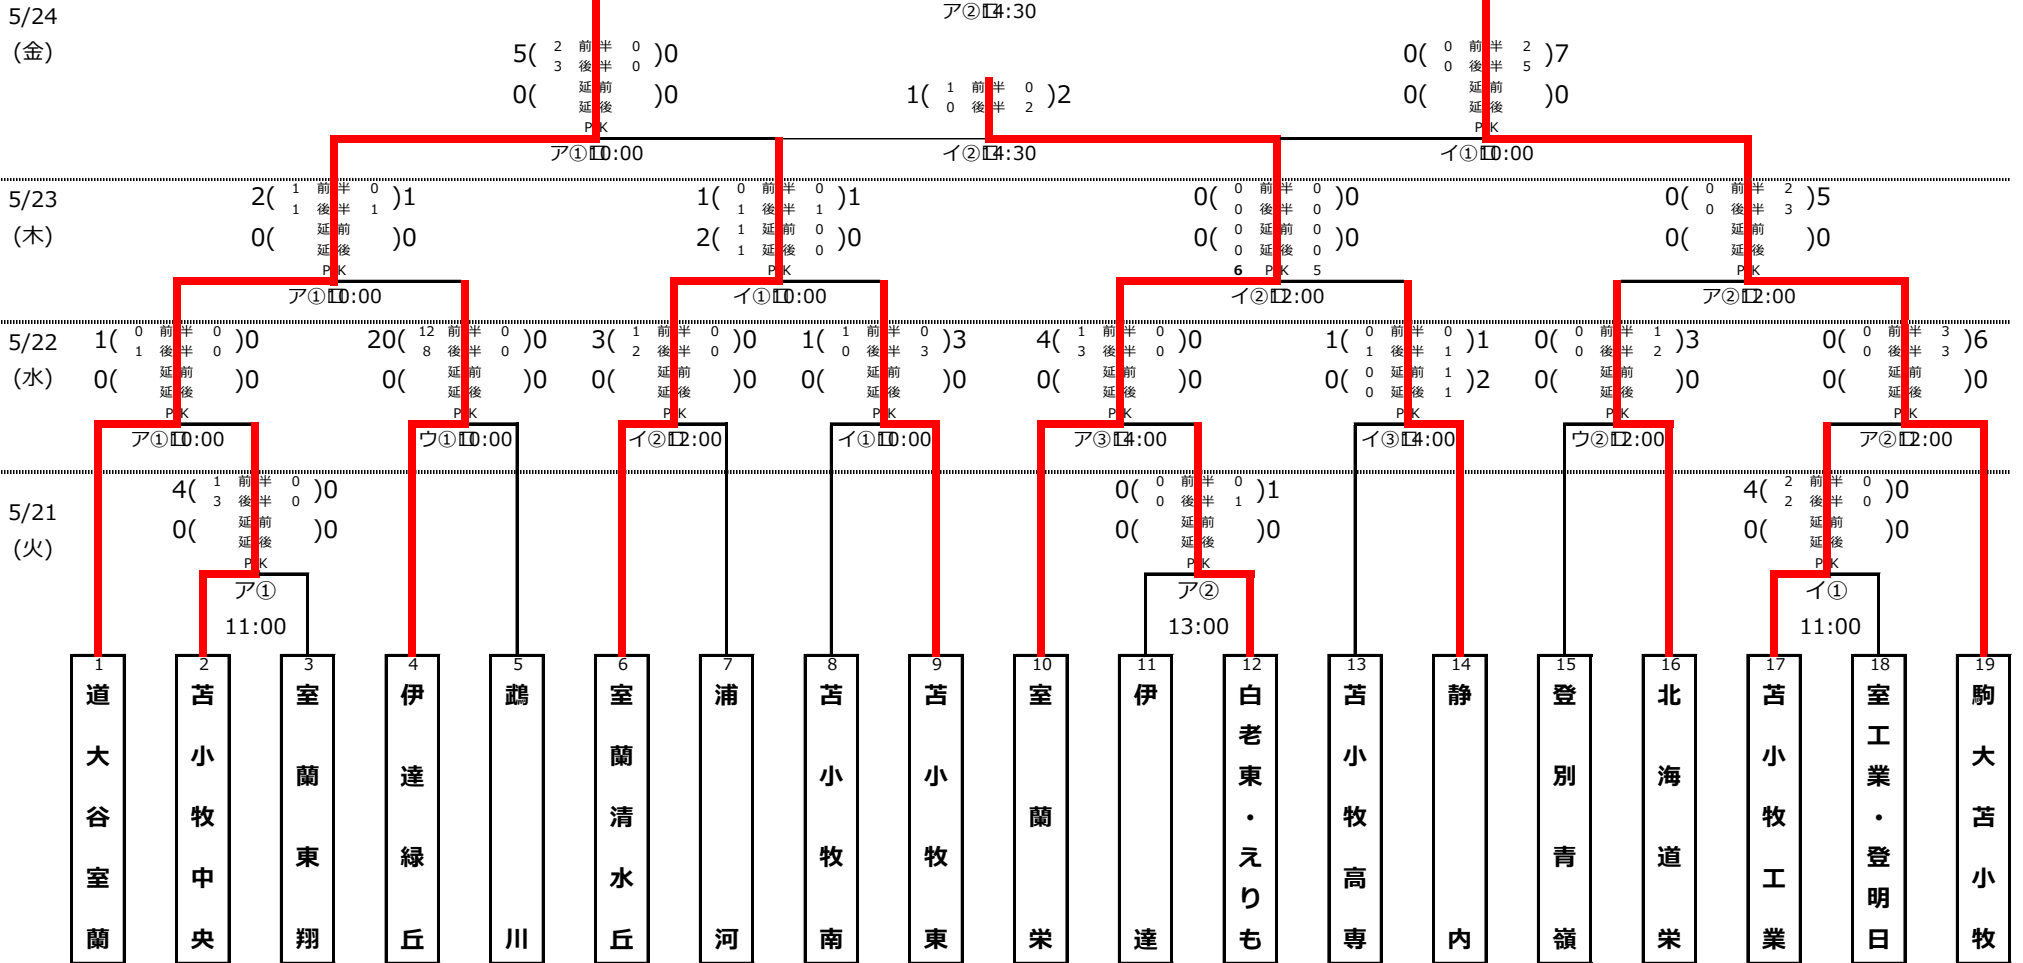 5/24
(金)
ア②14:30
5( 2 前半 0 )0
3 後半 0
0( 延前 )0
延後
PK
ア①10:00
1( 1 前半 0 )2
0 後半 2
イ②14:30
0( 0 前半 2 )7
0 後半 5
0( 延前 )0
延後
PK
イ①10:00
5/23
(木)
2( 1 前半 0 )1
1 後半 1
0( 延前 )0
延後
PK
ア①10:00
1( 0 前半 0 )1
1 後半 1
2( 1 延前 0 )0
1 延後 0
PK
イ①10:00
0( 0 前半 0 )0
0 後半 0
0( 0 延前 0 )0
0 延後 0
6 PK 5
イ②12:00
0( 0 前半 2 )5
0 後半 3
0( 延前 )0
延後
PK
ア②12:00
5/22
(水)
1( 0 前半 0 )0
1 後半 0
0( 延前 )0
延後
PK
ア①10:00
20( 12 前半 0 )0
8 後半 0
0( 延前 )0
延後
PK
ウ①10:00
3( 1 前半 0 )0
2 後半 0
0( 延前 )0
延後
PK
イ②12:00
1( 1 前半 0 )3
0 後半 3
0( 延前 )0
延後
PK
イ①10:00
4( 1 前半 0 )0
3 後半 0
0( 延前 )0
延後
PK
ア③14:00
1( 0 前半 0 )1
1 後半 1
0( 0 延前 1 )2
0 延後 1
PK
イ③14:00
0( 0 前半 1 )3
0 後半 2
0( 延前 )0
延後
PK
ウ②12:00
0( 0 前半 3 )6
0 後半 3
0( 延前 )0
延後
PK
ア②12:00
5/21
(火)
4( 1 前半 0 )0
3 後半 0
0( 延前 )0
延後
PK
ア①
11:00
0( 0 前半 0 )1
0 後半 1
0( 延前 )0
延後
PK
ア②
13:00
4( 2 前半 0 )0
2 後半 0
0( 延前 )0
延後
PK
イ①
11:00
1
道大谷室蘭
2
苫小牧中央
3
室蘭東翔
4
伊達緑丘
5
鵡川
6
室蘭清水丘
7
浦河
8
苫小牧南
9
苫小牧東
10
室蘭栄
11
伊達
12
白老東・えりも
13
苫小牧高専
14
静内
15
登別青嶺
16
北海道栄
17
苫小牧工業
18
室工業・登明日
19
駒大苫小牧